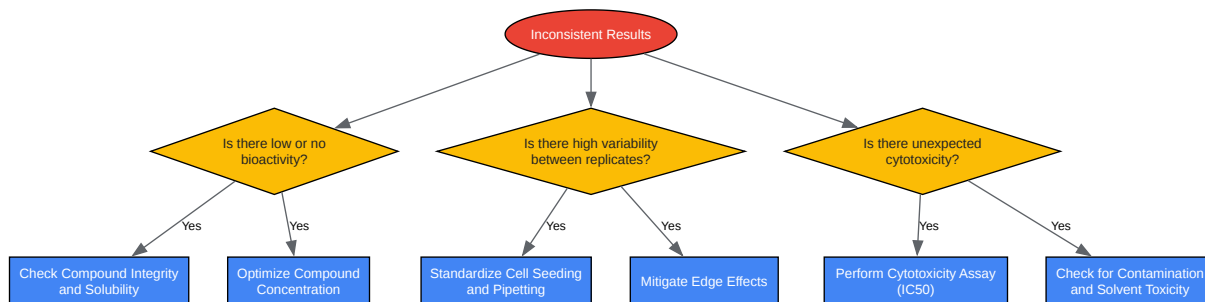 Inconsistent Results
Is there low or no
bioactivity?
Is there high variability
between replicates?
Is there unexpected
cytotoxicity?
Yes
Yes
Yes
Yes
Yes
Yes
Check Compound Integrity
and Solubility
Optimize Compound
Concentration
Standardize Cell Seeding
and Pipetting
Mitigate Edge Effects
Perform Cytotoxicity Assay
(IC50)
Check for Contamination
and Solvent Toxicity